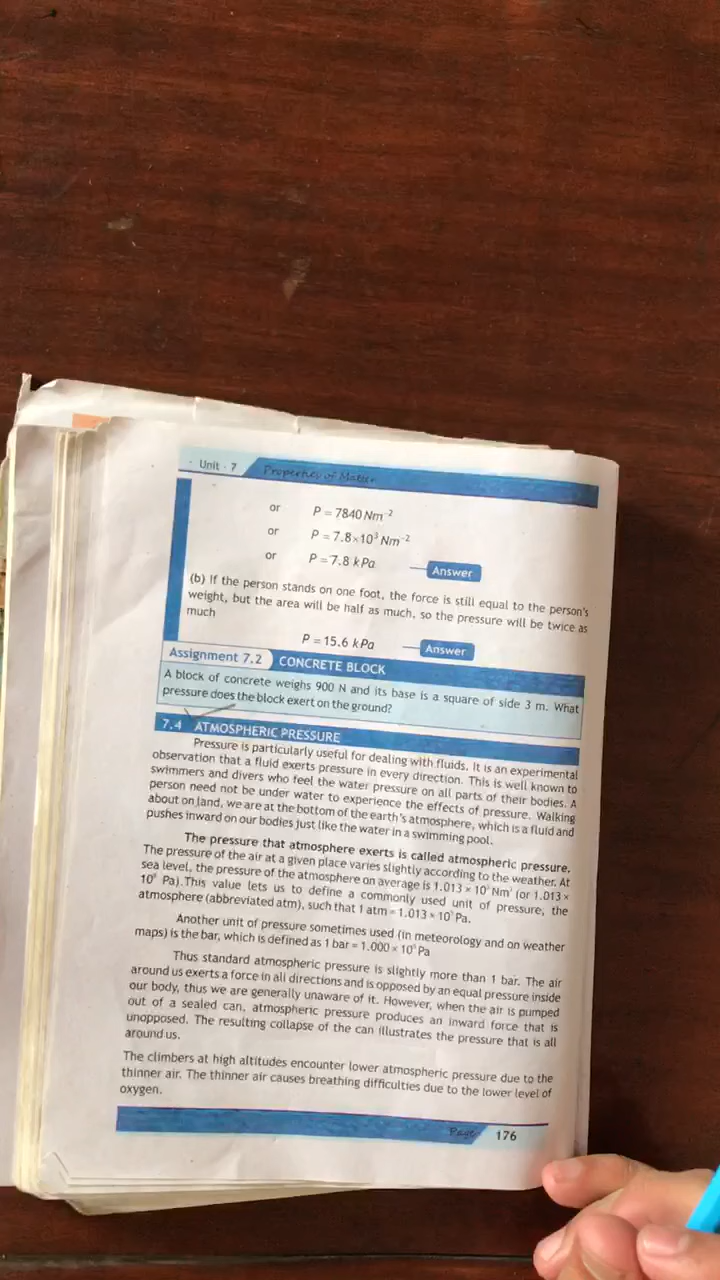 Unit - 7 Properties of Matter
or P = 7840 Nm⁻²
or P = 7.8×10³ Nm⁻²
or P = 7.8 kPa Answer
(b) If the person stands on one foot, the force is still equal to the person's
weight, but the area will be half as much, so the pressure will be twice as
much
P = 15.6 kPa Answer
Assignment 7.2 CONCRETE BLOCK
A block of concrete weighs 900 N and its base is a square of side 3 m. What
pressure does the block exert on the ground?
7.4 ATMOSPHERIC PRESSURE
Pressure is particularly useful for dealing with fluids. It is an experimental
observation that a fluid exerts pressure in every direction. This is well known to
swimmers and divers who feel the water pressure on all parts of their bodies. A
person need not be under water to experience the effects of pressure. Walking
about on land, we are at the bottom of the earth's atmosphere, which is a fluid and
pushes inward on our bodies just like the water in a swimming pool.
The pressure that atmosphere exerts is called atmospheric pressure.
The pressure of the air at a given place varies slightly according to the weather. At
sea level, the pressure of the atmosphere on average is 1.013 × 10 Nm (or 1.013 ×
10 Pa). This value lets us to define a commonly used unit of pressure, the
atmosphere (abbreviated atm), such that 1 atm = 1.013 × 10 Pa.
Another unit of pressure sometimes used (in meteorology and on weather
maps) is the bar, which is defined as 1 bar = 1.000 × 10 Pa
Thus standard atmospheric pressure is slightly more than 1 bar. The air
around us exerts a force in all directions and is opposed by an equal pressure inside
our body, thus we are generally unaware of it. However, when the air is pumped
out of a sealed can, atmospheric pressure produces an inward force that is
unopposed. The resulting collapse of the can illustrates the pressure that is all
around us.
The climbers at high altitudes encounter lower atmospheric pressure due to the
thinner air. The thinner air causes breathing difficulties due to the lower level of
oxygen.
Page 176